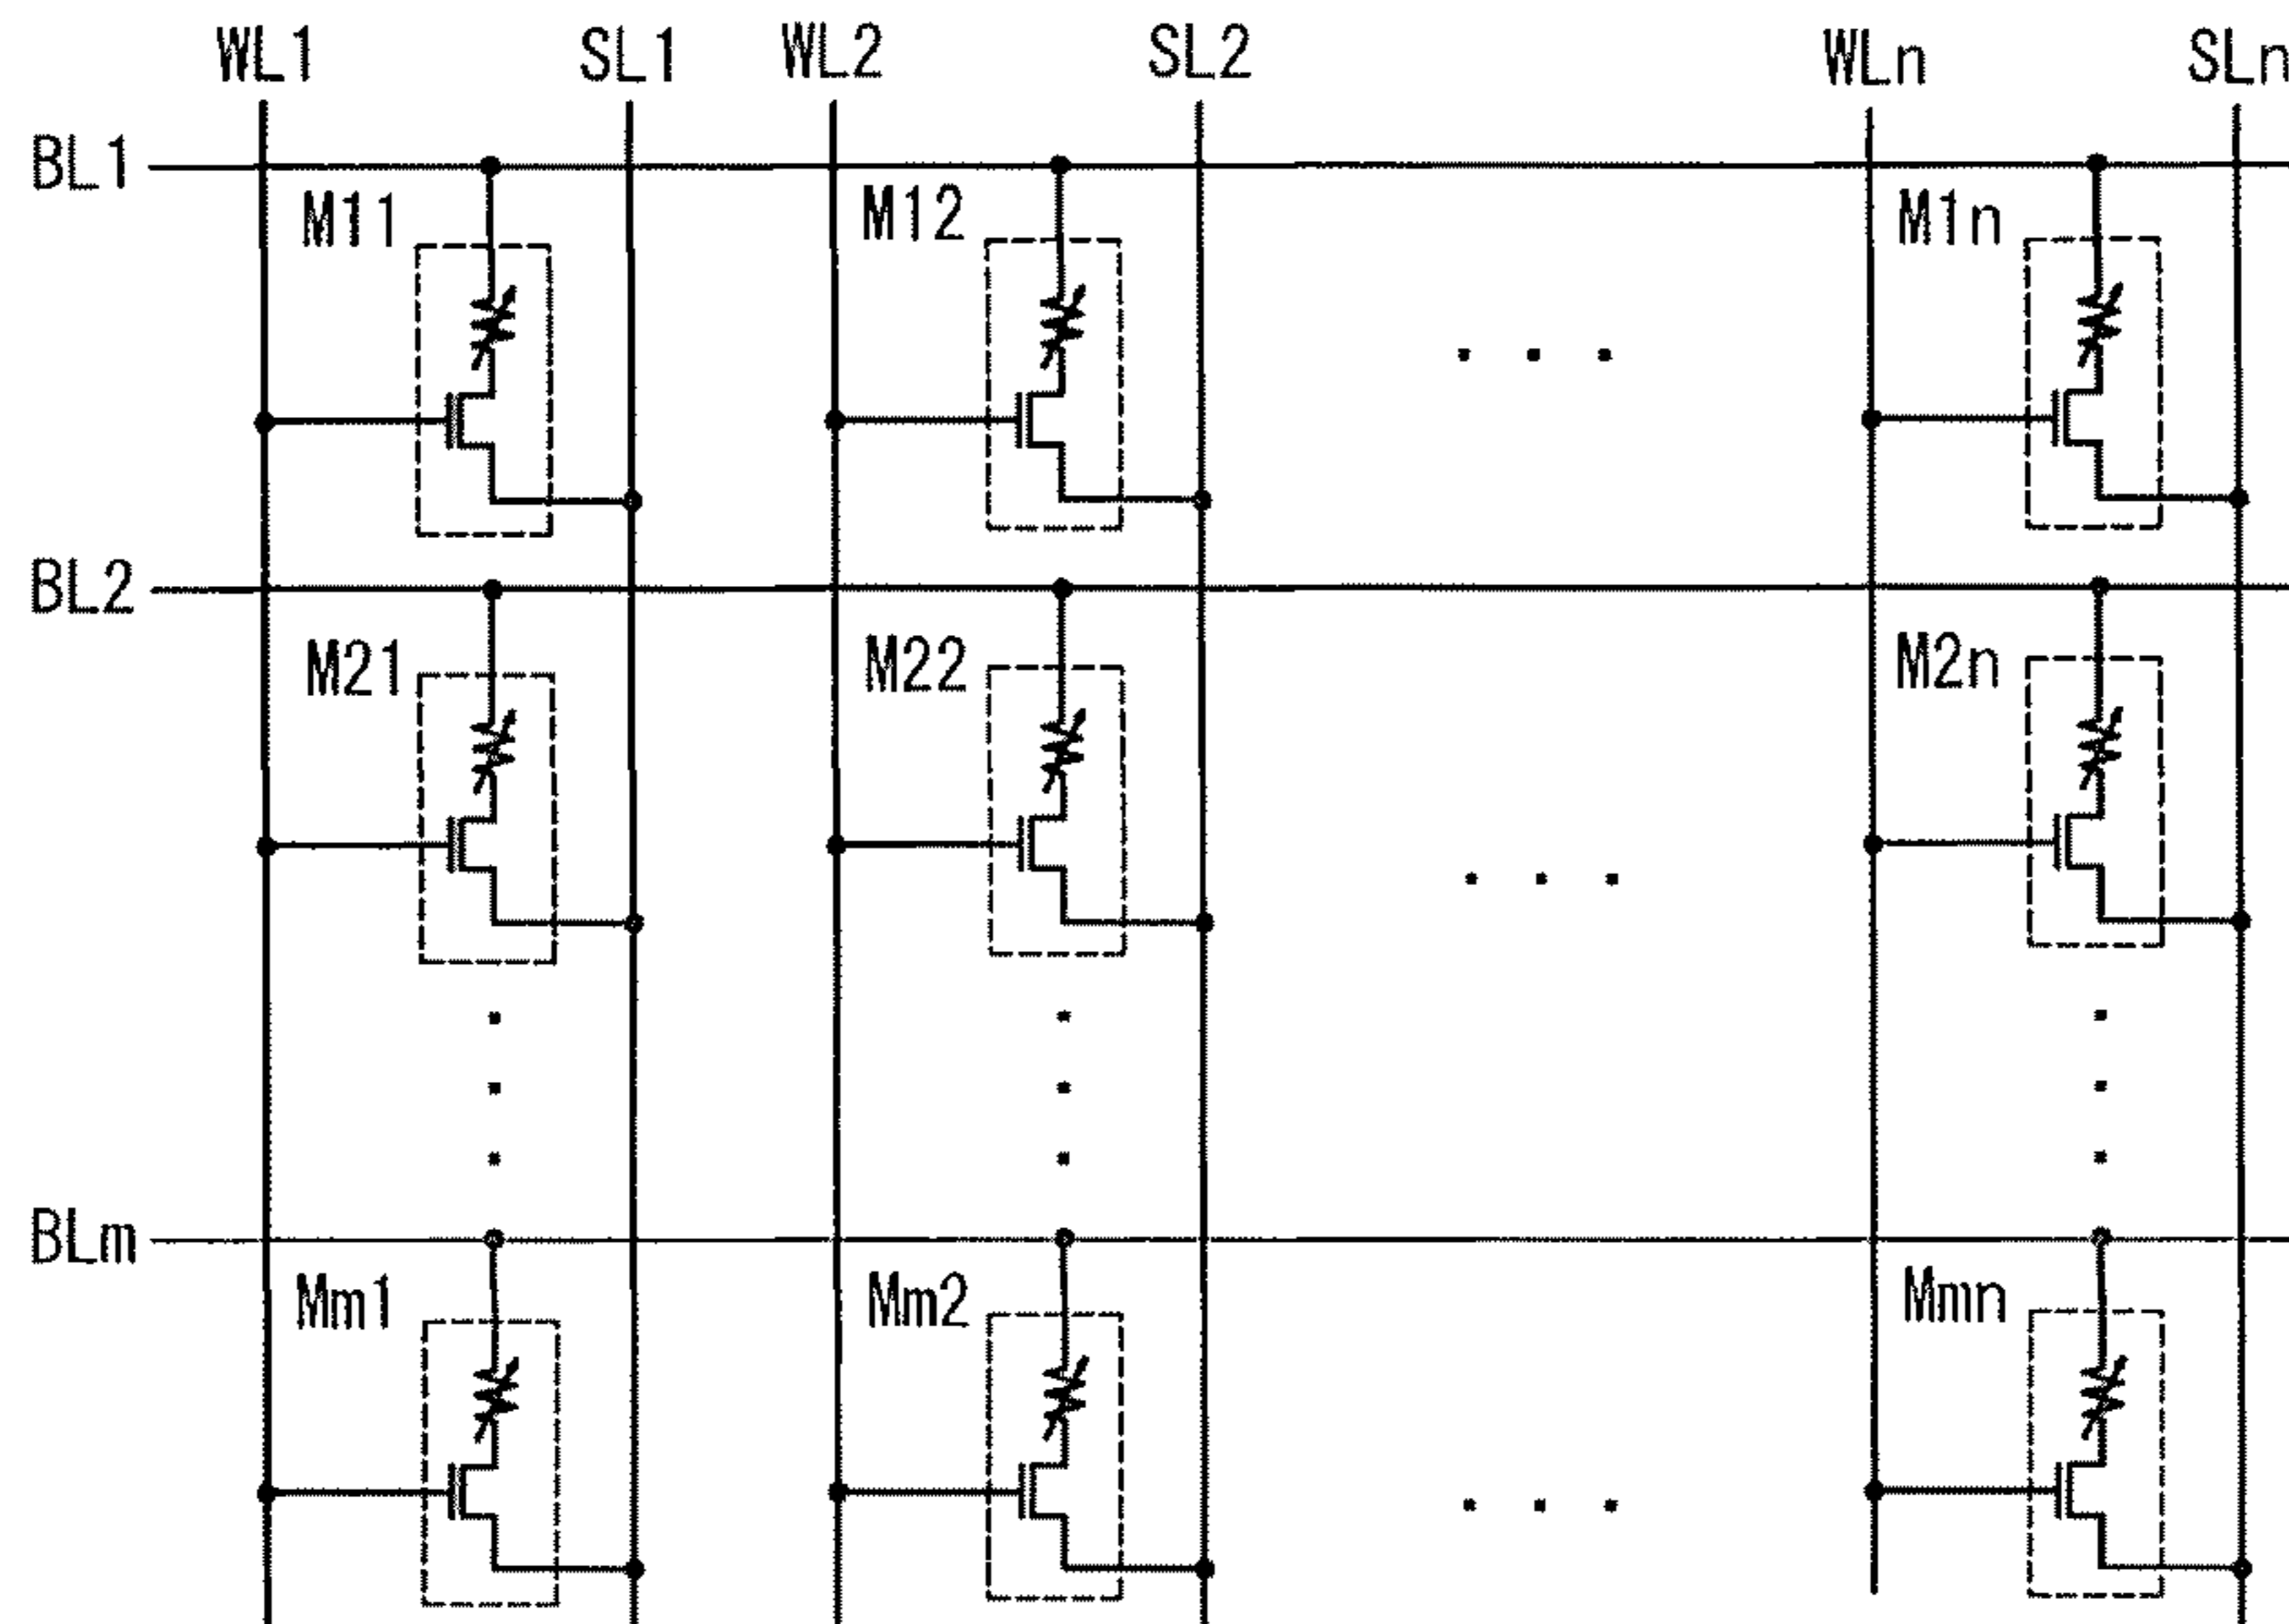 WL1 SL1 WL2 SL2 WLn SLn
BL1
M11 M12 M1n
BL2
M21 M22 M2n
BLm
Mm1 Mm2 Mmn